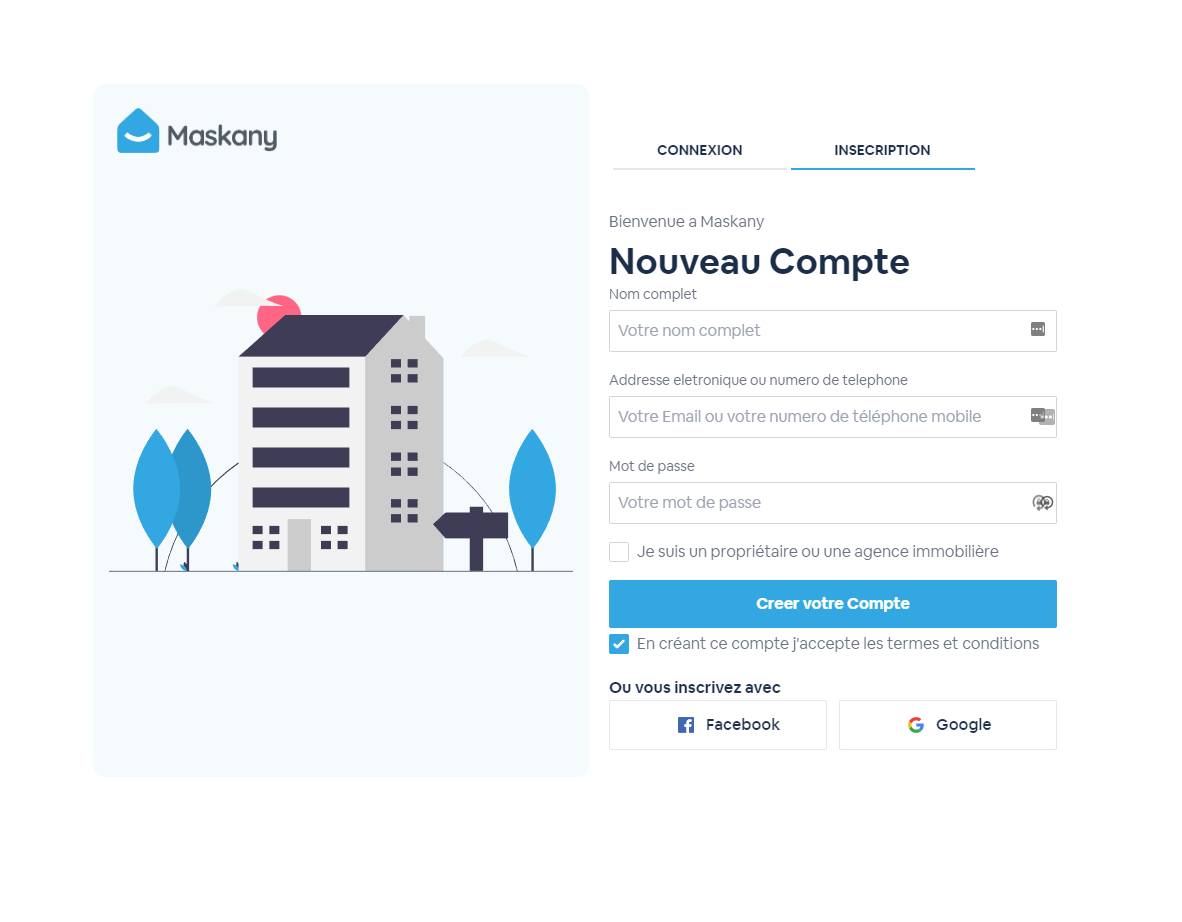 Maskany
CONNEXION
INSECRIPTION
Bienvenue a Maskany
Nouveau Compte
Nom complet
Votre nom complet
Addresse eletronique ou numero de telephone
Votre Email ou votre numero de téléphone mobile
Mot de passe
Votre mot de passe
Je suis un propriétaire ou une agence immobilière
Creer votre Compte
En créant ce compte j'accepte les termes et conditions
Ou vous inscrivez avec
Facebook
Google